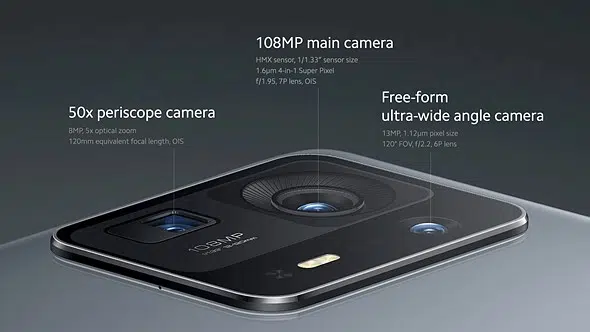 108MP main camera
HMX sensor, 1/1.33" sensor size
1.6μm 4-in-1 Super Pixel
f/1.95, 7P lens, OIS
50x periscope camera
8MP, 5x optical zoom
120mm equivalent focal length, OIS
Free-form
ultra-wide angle camera
13MP, 1.12μm pixel size
120° FOV, f/2.2, 6P lens
108MP